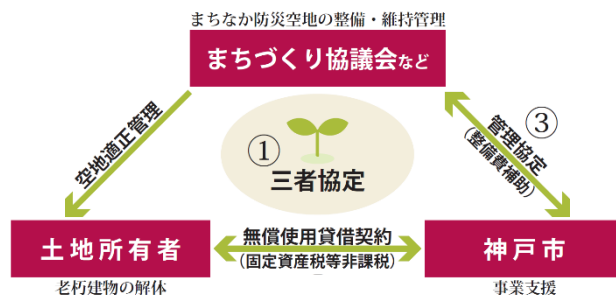 まちなか防災空地の整備・維持管理
まちづくり協議会など
空地適正管理
①
三者協定
③
管理協定
(整備費補助)
土地所有者
無償使用貸借契約
(固定資産税等非課税)
神戸市
老朽建物の解体
事業支援